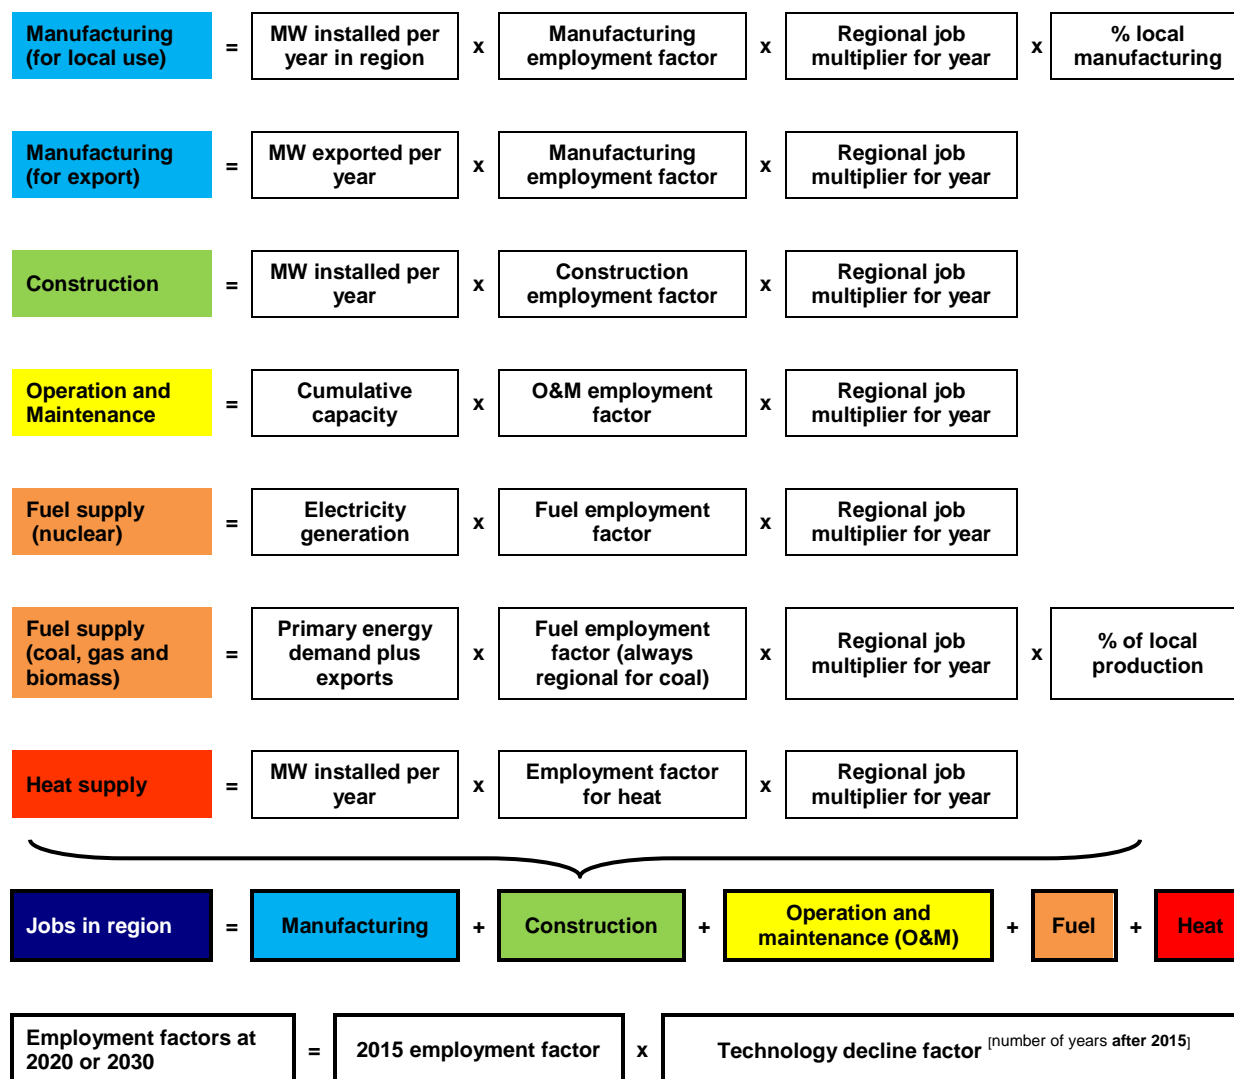 Manufacturing (for local use) = MW installed per year in region x Manufacturing employment factor x Regional job multiplier for year x % local manufacturing
Manufacturing (for export) = MW exported per year x Manufacturing employment factor x Regional job multiplier for year
Construction = MW installed per year x Construction employment factor x Regional job multiplier for year
Operation and Maintenance = Cumulative capacity x O&M employment factor x Regional job multiplier for year
Fuel supply (nuclear) = Electricity generation x Fuel employment factor x Regional job multiplier for year
Fuel supply (coal, gas and biomass) = Primary energy demand plus exports x Fuel employment factor (always regional for coal) x Regional job multiplier for year x % of local production
Heat supply = MW installed per year x Employment factor for heat x Regional job multiplier for year
Jobs in region = Manufacturing + Construction + Operation and maintenance (O&M) + Fuel + Heat
Employment factors at 2020 or 2030 = 2015 employment factor x Technology decline factor [number of years after 2015]